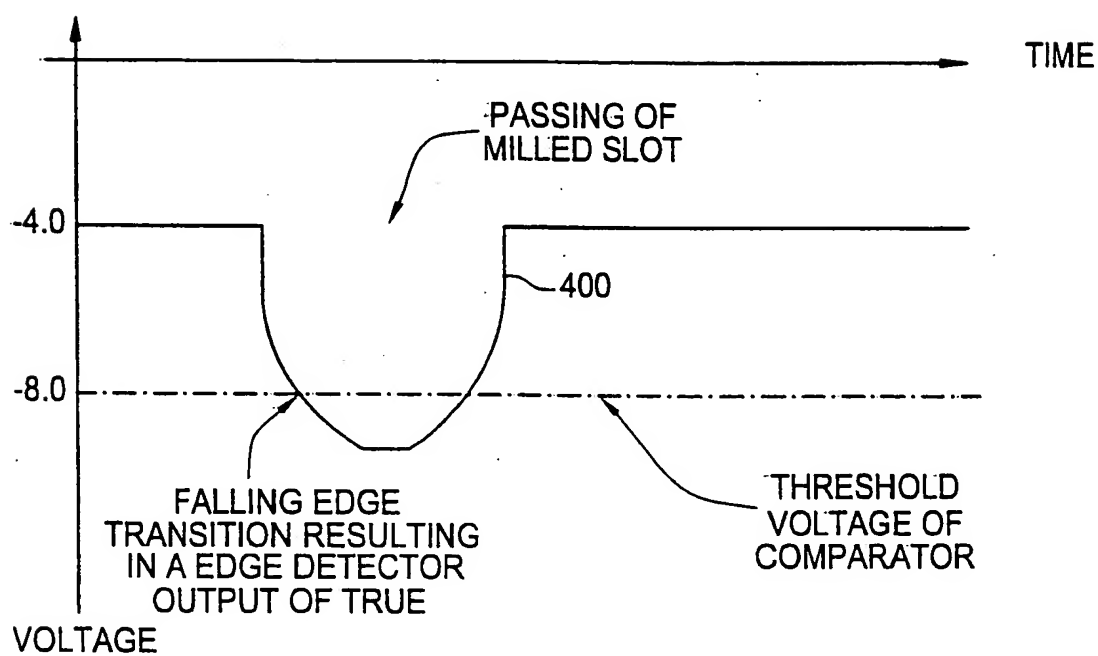 TIME
PASSING OF
MILLED SLOT
-4.0
400
-8.0
FALLING EDGE
TRANSITION RESULTING
IN A EDGE DETECTOR
OUTPUT OF TRUE
THRESHOLD
VOLTAGE OF
COMPARATOR
VOLTAGE